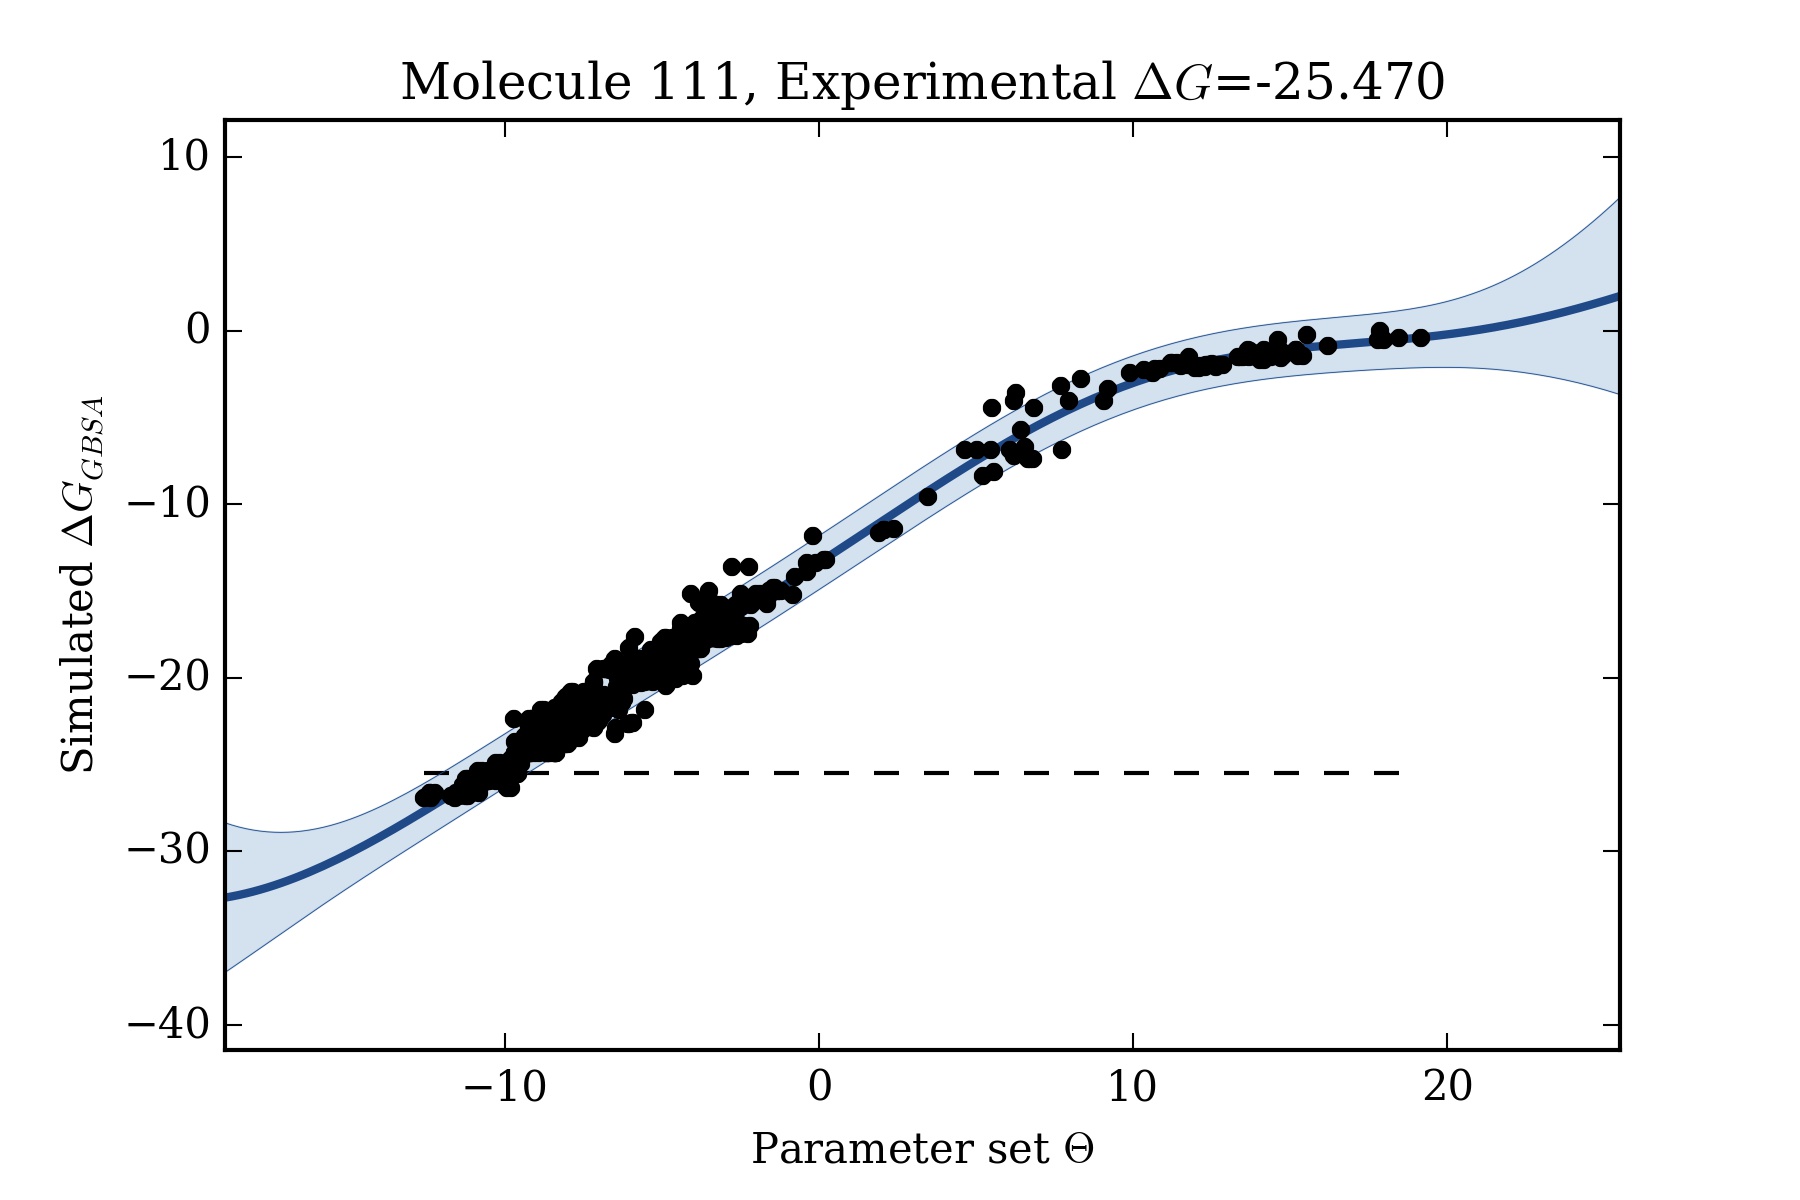 Molecule 111, Experimental ΔG=-25.470
10
0
−10
−20
−30
−40
Simulated ΔG_GBSA
−10 0 10 20
Parameter set Θ